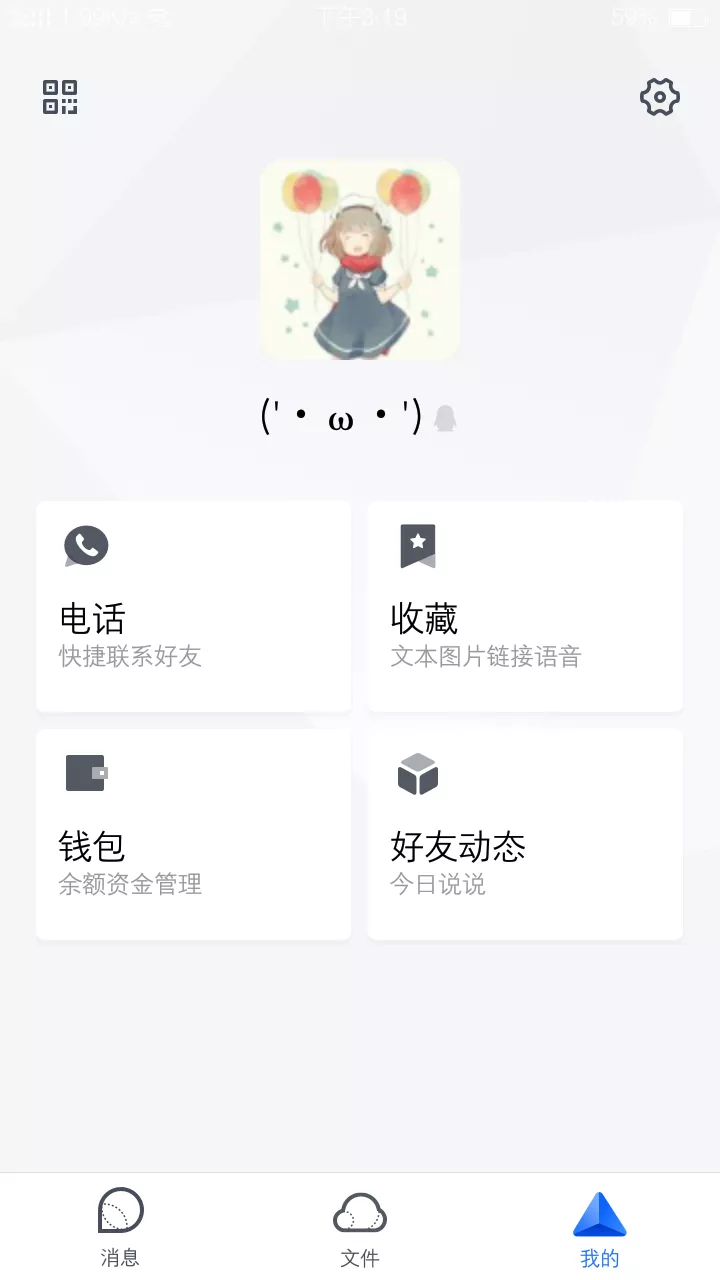 1.99K/s
下午3:19
59%
('・ω・')
电话
快捷联系好友
收藏
文本图片链接语音
钱包
余额资金管理
好友动态
今日说说
消息
文件
我的